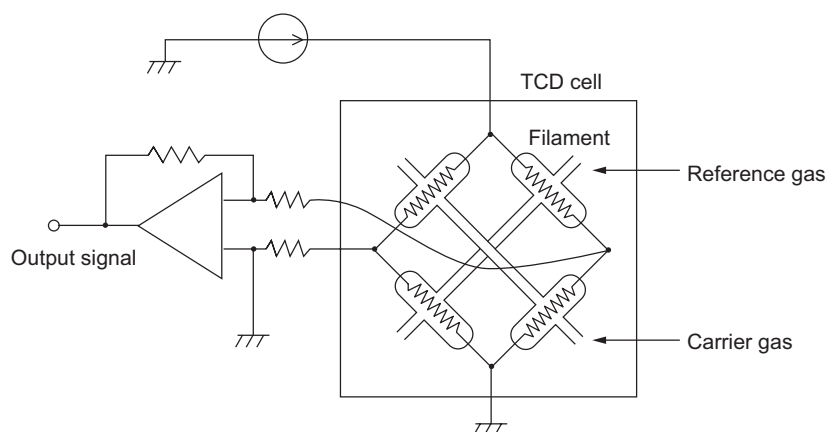 TCD cell
Filament
Reference gas
Output signal
Carrier gas